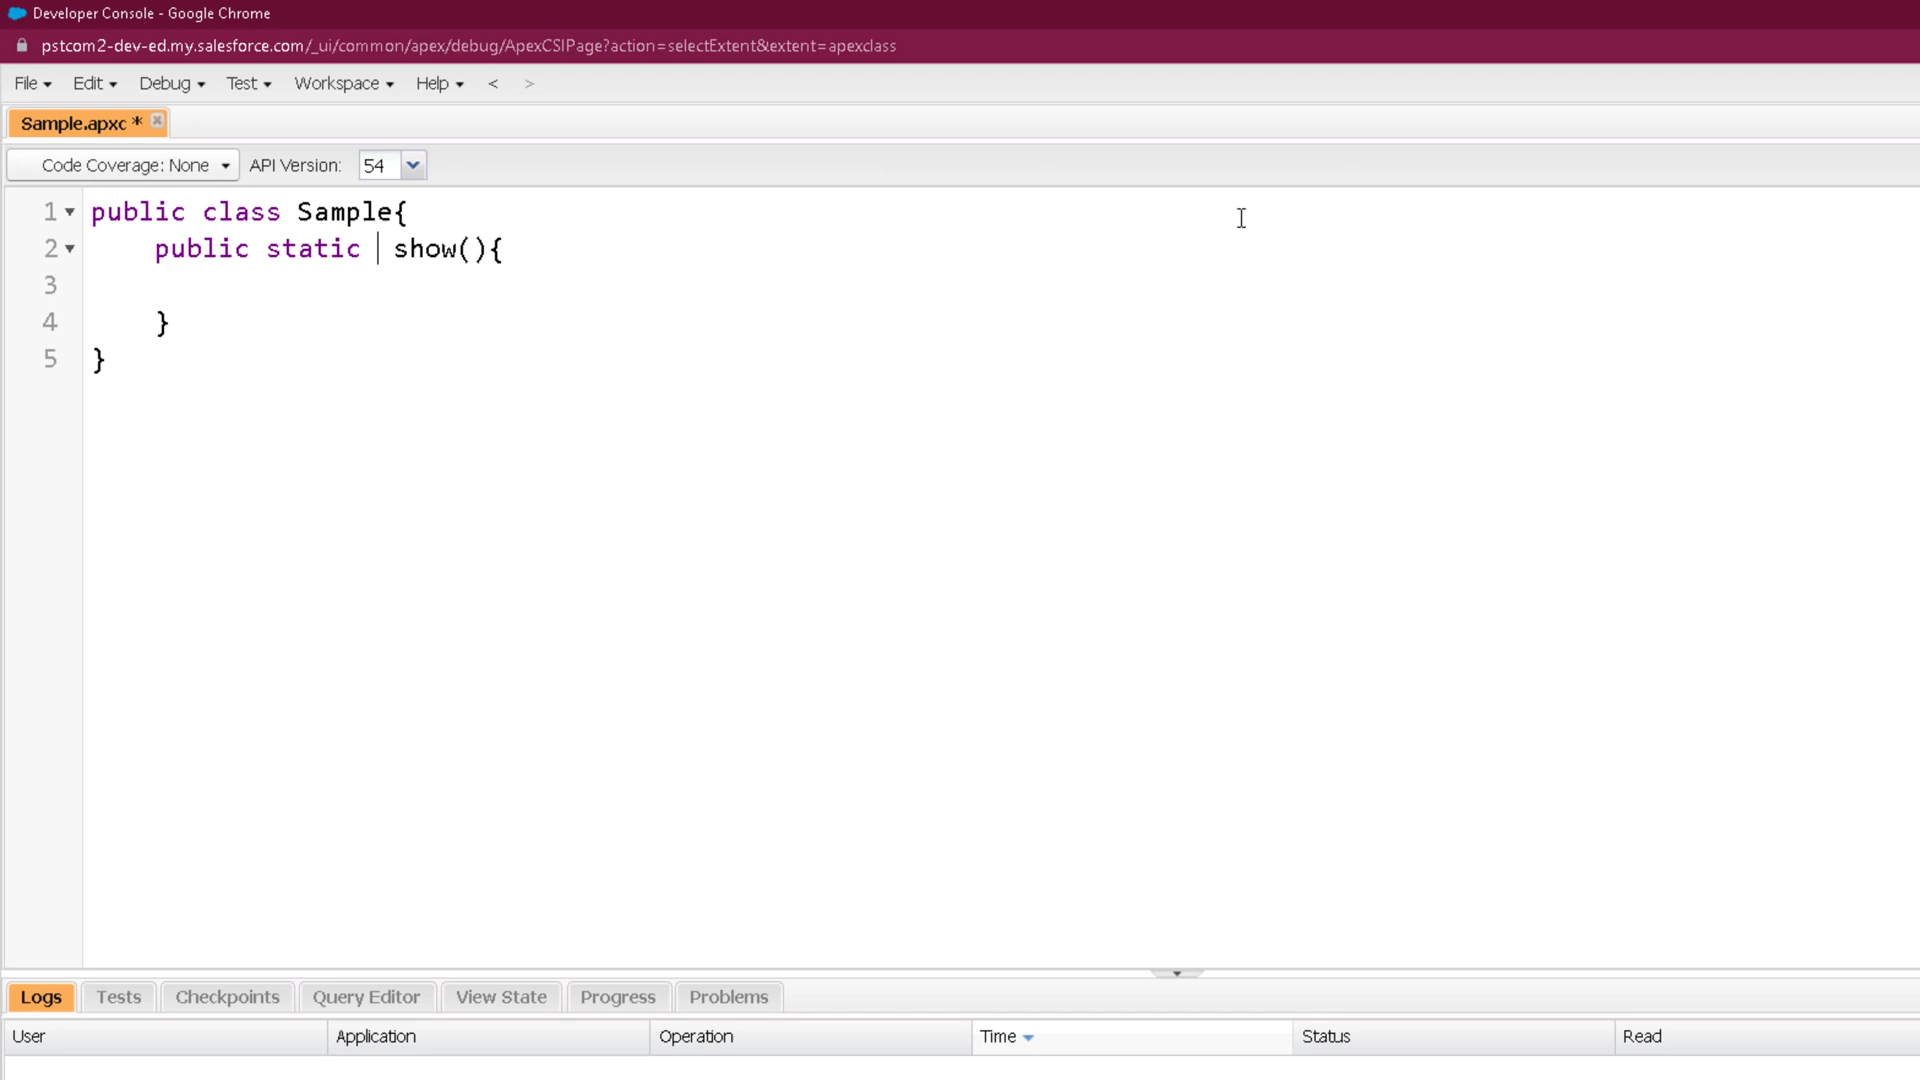 Developer Console - Google Chrome
pstcom2-dev-ed.my.salesforce.com/_ui/common/apex/debug/ApexCSIPage?action=selectExtent&extent=apexclass
File Edit Debug Test Workspace Help < >
Sample.apxc *
Code Coverage: None API Version: 54
1 public class Sample{
2 public static show(){
3
4 }
5 }
Logs Tests Checkpoints Query Editor View State Progress Problems
User Application Operation Time Status Read